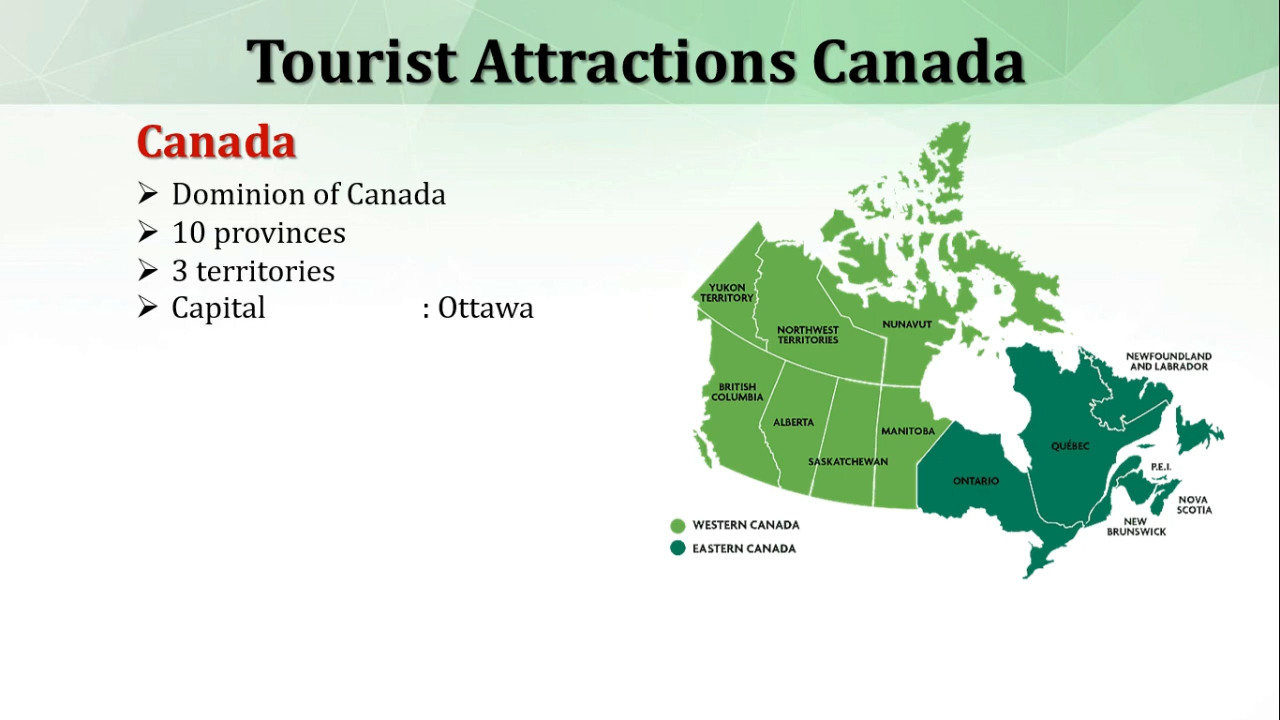 Tourist Attractions Canada
Canada
➢ Dominion of Canada
➢ 10 provinces
➢ 3 territories
➢ Capital : Ottawa
YUKON
TERRITORY
NORTHWEST
TERRITORIES
NUNAVUT
BRITISH
COLUMBIA
ALBERTA
SASKATCHEWAN
MANITOBA
ONTARIO
QUÉBEC
NEWFOUNDLAND
AND LABRADOR
P.E.I.
NOVA
SCOTIA
NEW
BRUNSWICK
WESTERN CANADA
EASTERN CANADA